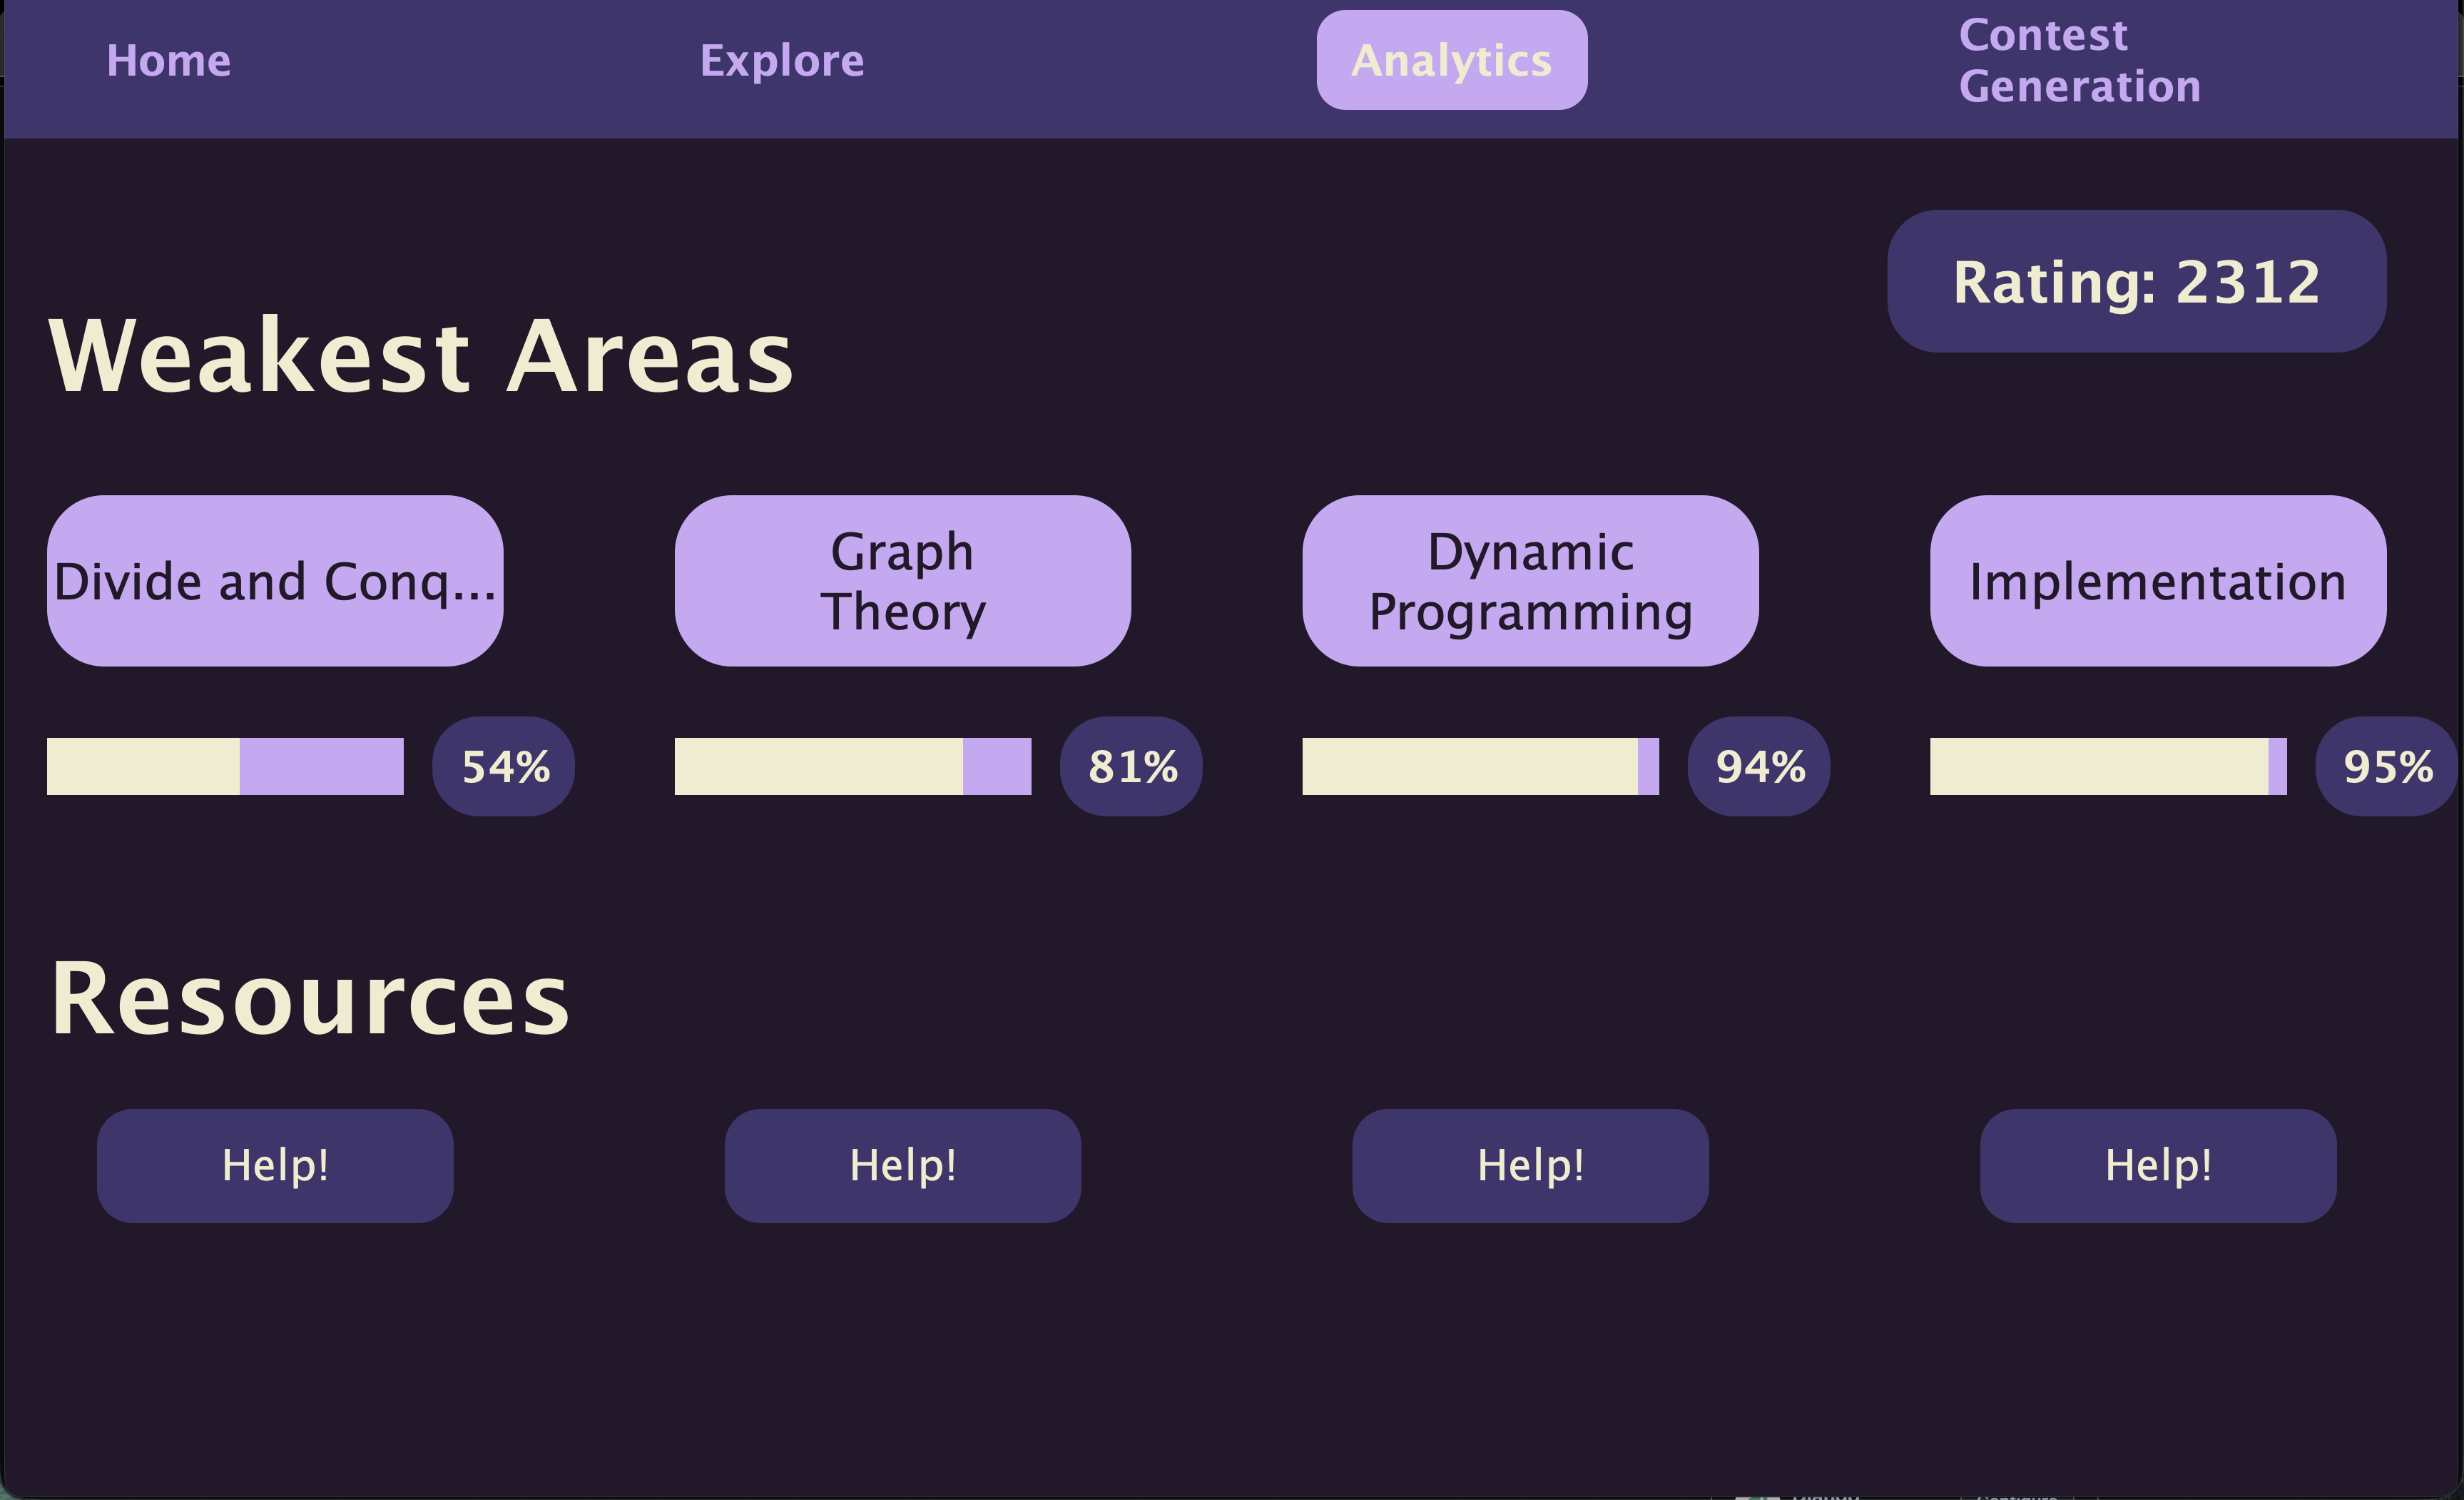 Home
Explore
Analytics
Contest
Generation
Rating: 2312
Weakest Areas
Divide and Conq...
Graph
Theory
Dynamic
Programming
Implementation
54%
81%
94%
95%
Resources
Help!
Help!
Help!
Help!